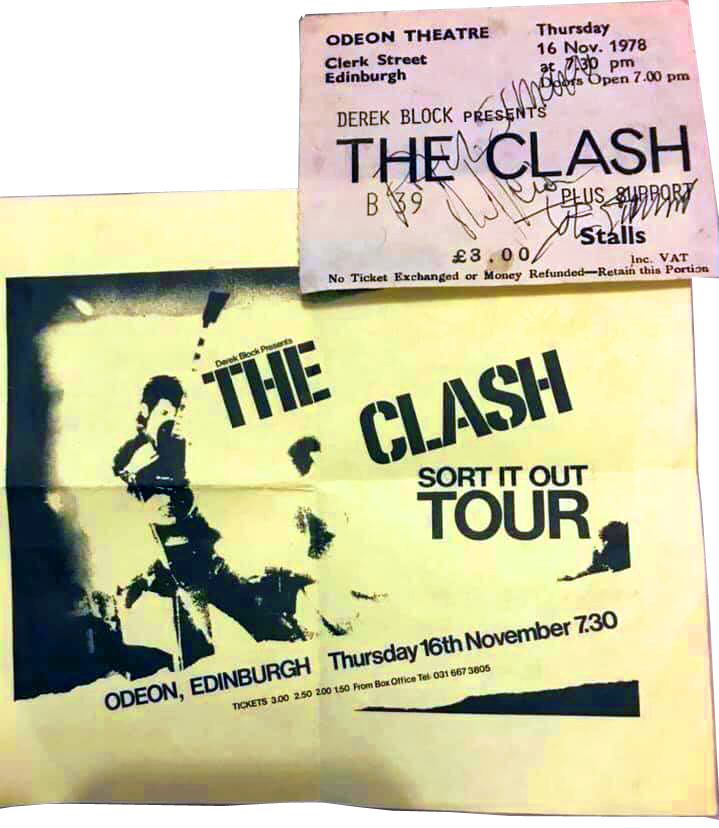 ODEON THEATRE
Clerk Street
Edinburgh
Thursday
16 Nov. 1978
at 7.30 pm
Doors Open 7.00 pm
DEREK BLOCK PRESENTS
THE CLASH
B 39
PLUS SUPPORT
Stalls
£3.00
Inc. VAT
No Ticket Exchanged or Money Refunded—Retain this Portion
Derek Block Presents
THE CLASH
SORT IT OUT
TOUR
ODEON, EDINBURGH Thursday 16th November 7.30
TICKETS 3.00 2.50 2.00 1.50 From Box Office Tel: 031 667 3805